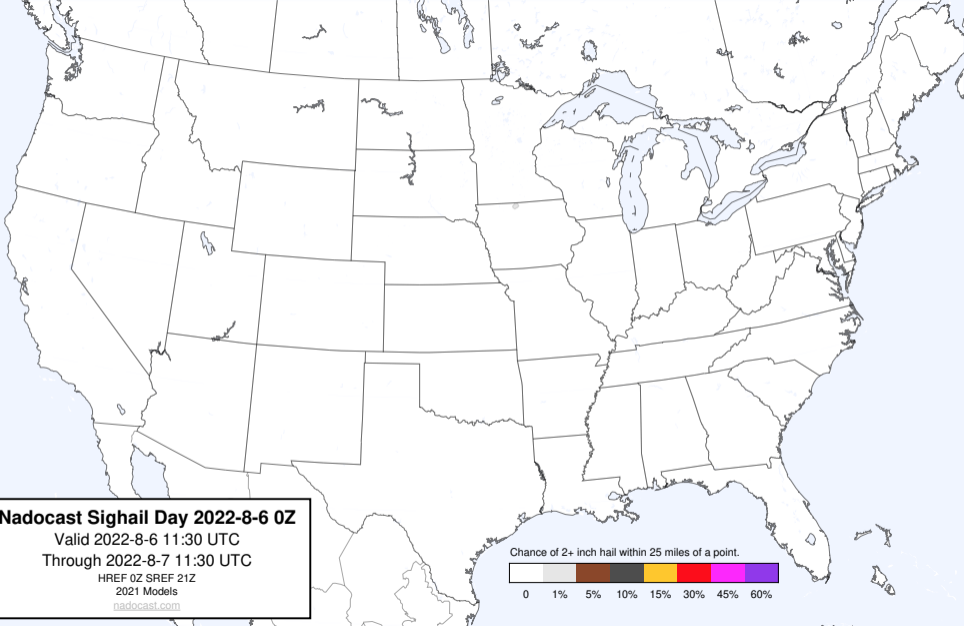 Nadocast Sighail Day 2022-8-6 0Z
Valid 2022-8-6 11:30 UTC
Through 2022-8-7 11:30 UTC
HREF 0Z SREF 21Z
2021 Models
nadocast.com
Chance of 2+ inch hail within 25 miles of a point.
0 1% 5% 10% 15% 30% 45% 60%